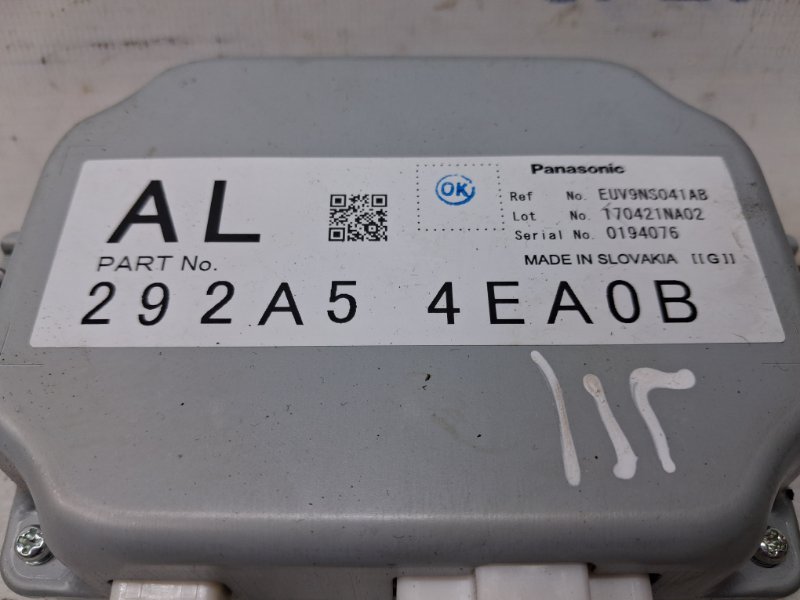 AL
PART No.
292A5 4EA0B
OK
Panasonic
Ref No. EUV9NS041AB
Lot No. 170421NA02
Serial No. 0194076
MADE IN SLOVAKIA [[G]]